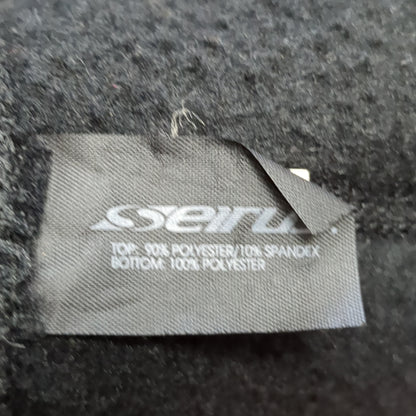 seirus
TOP: 90% POLYESTER/10% SPANDEX
BOTTOM: 100% POLYESTER